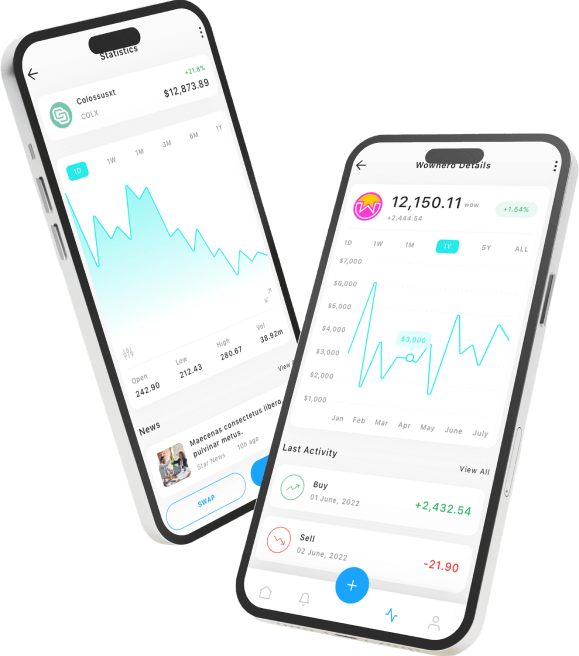 Statistics
Colossusxt
COLX
+21.8%
$12,873.89
1D
1W
1M
3M
6M
1Y
Open
242.90
Low
212.43
High
280.67
Vol
38.92m
View
News
Maecenas consectetus libero
pulvinar metus.
Star News
10h age
SWAP
Wownero Details
12,150.11 WOW
+2,444.54
+1.64%
1D
1W
1M
1Y
5Y
ALL
$7,000
$6,000
$5,000
$4,000
$3,000
$2,000
$1,000
$3,000
Jan
Feb
Mar
Apr
May
June
July
Last Activity
View All
Buy
01 June, 2022
+2,432.54
Sell
02 June, 2022
-21.90